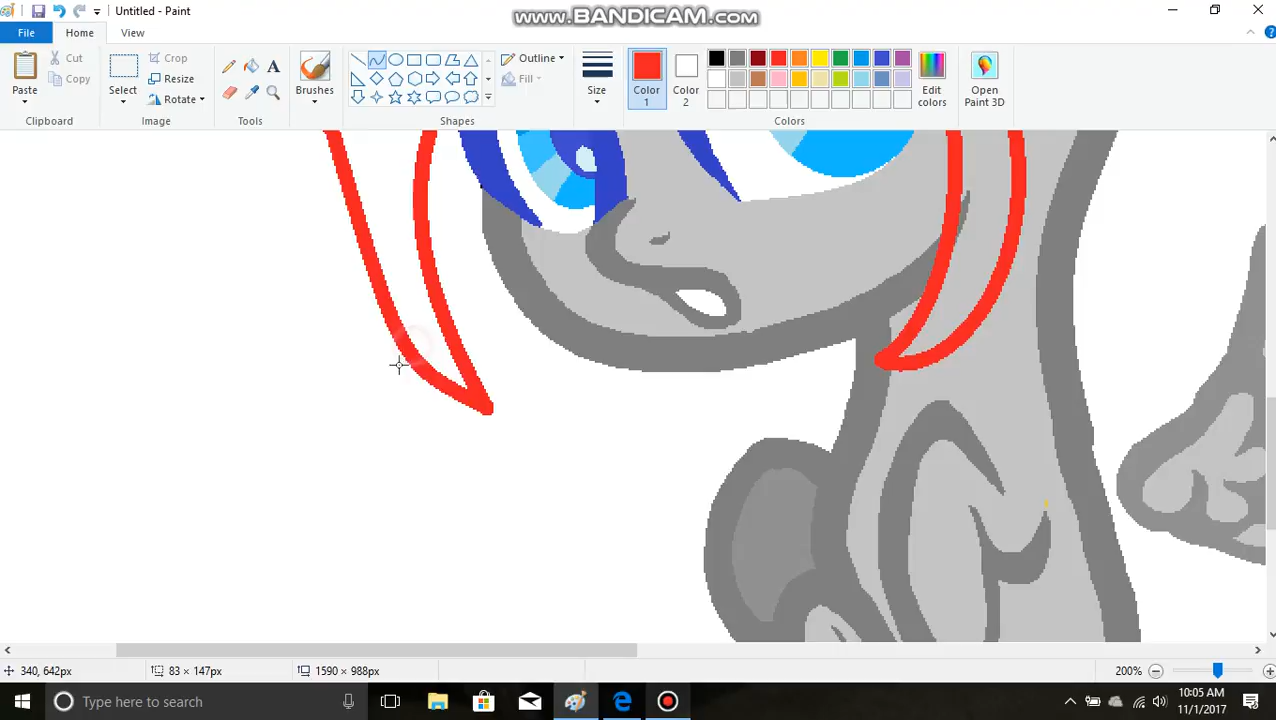 Untitled - Paint
www.BANDICAM.com
File
Home
View
Paste
Cut
Copy
Clipboard
Select
Crop
Resize
Rotate
Image
A
Tools
Brushes
Shapes
Outline
Fill
Size
Color
1
Color
2
Edit
colors
Colors
Open
Paint 3D
340, 642px
83 × 147px
1590 × 988px
200%
Type here to search
10:05 AM
11/1/2017